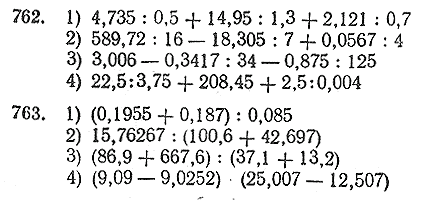 762. 1) 4,735 : 0,5 + 14,95 : 1,3 + 2,121 : 0,7
2) 589,72 : 16 — 18,305 : 7 + 0,0567 : 4
3) 3,006 — 0,3417 : 34 — 0,875 : 125
4) 22,5:3,75 + 208,45 + 2,5:0,004
763. 1) (0,1955 + 0,187) : 0,085
2) 15,76267 : (100,6 + 42,697)
3) (86,9 + 667,6) : (37,1 + 13,2)
4) (9,09 — 9,0252) · (25,007 — 12,507)